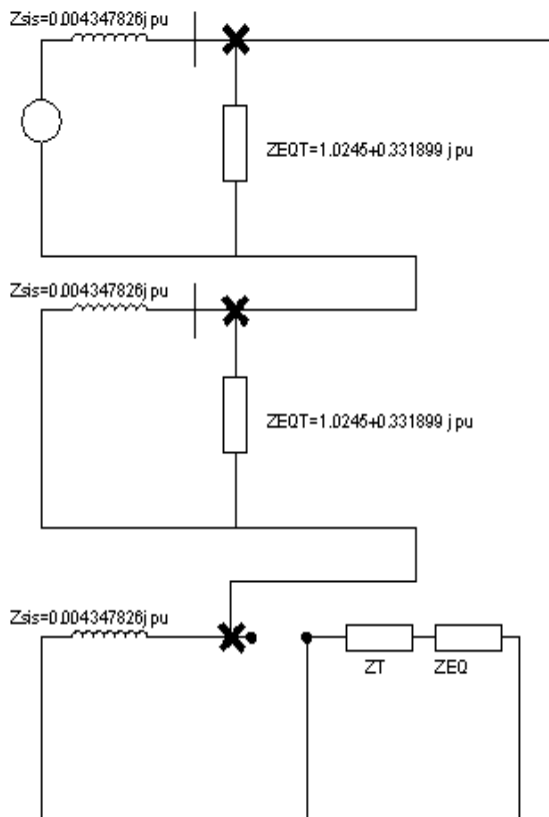 Zsis=0.004347826j pu
ZEQT=1.0245+0.331899 j pu
Zsis=0.004347826j pu
ZEQT=1.0245+0.331899 j pu
Zsis=0.004347826j pu
ZT ZEQ